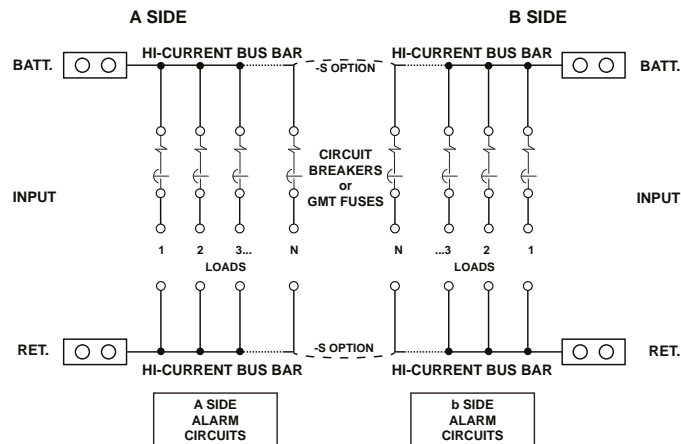 A SIDE
B SIDE
HI-CURRENT BUS BAR
HI-CURRENT BUS BAR
BATT.
-S OPTION
BATT.
CIRCUIT
BREAKERS
or
GMT FUSES
INPUT
INPUT
1 2 3... N
N ...3 2 1
LOADS
LOADS
RET.
-S OPTION
RET.
HI-CURRENT BUS BAR
HI-CURRENT BUS BAR
A SIDE
ALARM
CIRCUITS
b SIDE
ALARM
CIRCUITS